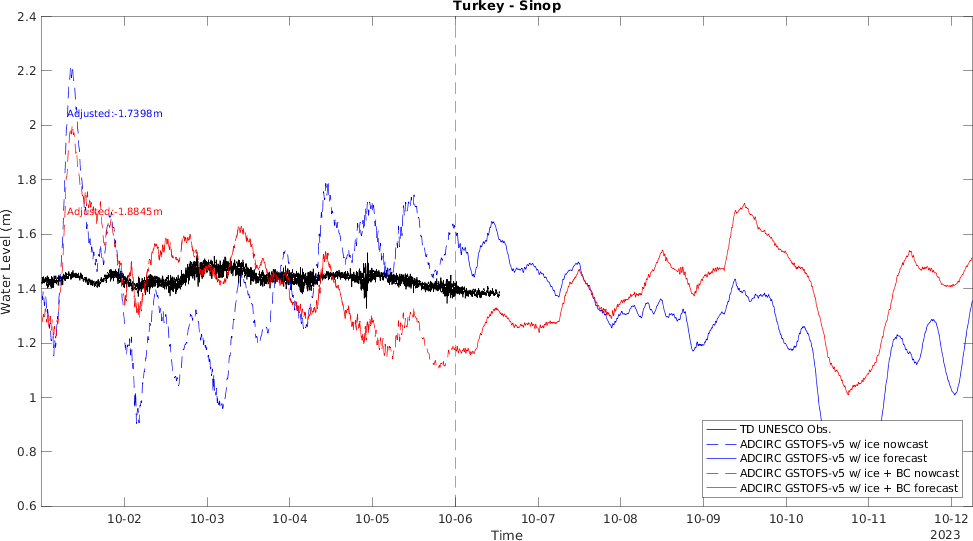 Turkey - Sinop
2.4
2.2
2
1.8
1.6
1.4
1.2
1
0.8
0.6
Water Level (m)
Adjusted:-1.7398m
Adjusted:-1.8845m
TD UNESCO Obs.
ADCIRC GSTOFS-v5 w/ ice nowcast
ADCIRC GSTOFS-v5 w/ ice forecast
ADCIRC GSTOFS-v5 w/ ice + BC nowcast
ADCIRC GSTOFS-v5 w/ ice + BC forecast
10-02 10-03 10-04 10-05 10-06 10-07 10-08 10-09 10-10 10-11 10-12
Time
2023